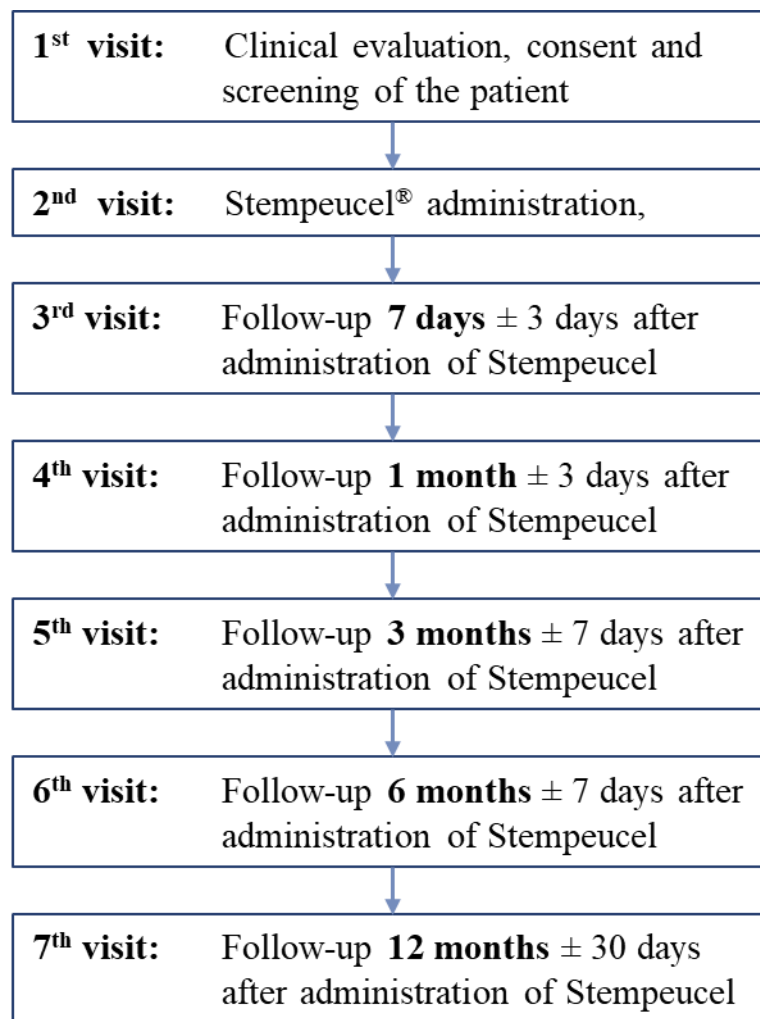 1st visit: Clinical evaluation, consent and
screening of the patient
2nd visit: Stempeucel® administration,
3rd visit: Follow-up 7 days ± 3 days after
administration of Stempeucel
4th visit: Follow-up 1 month ± 3 days after
administration of Stempeucel
5th visit: Follow-up 3 months ± 7 days after
administration of Stempeucel
6th visit: Follow-up 6 months ± 7 days after
administration of Stempeucel
7th visit: Follow-up 12 months ± 30 days
after administration of Stempeucel